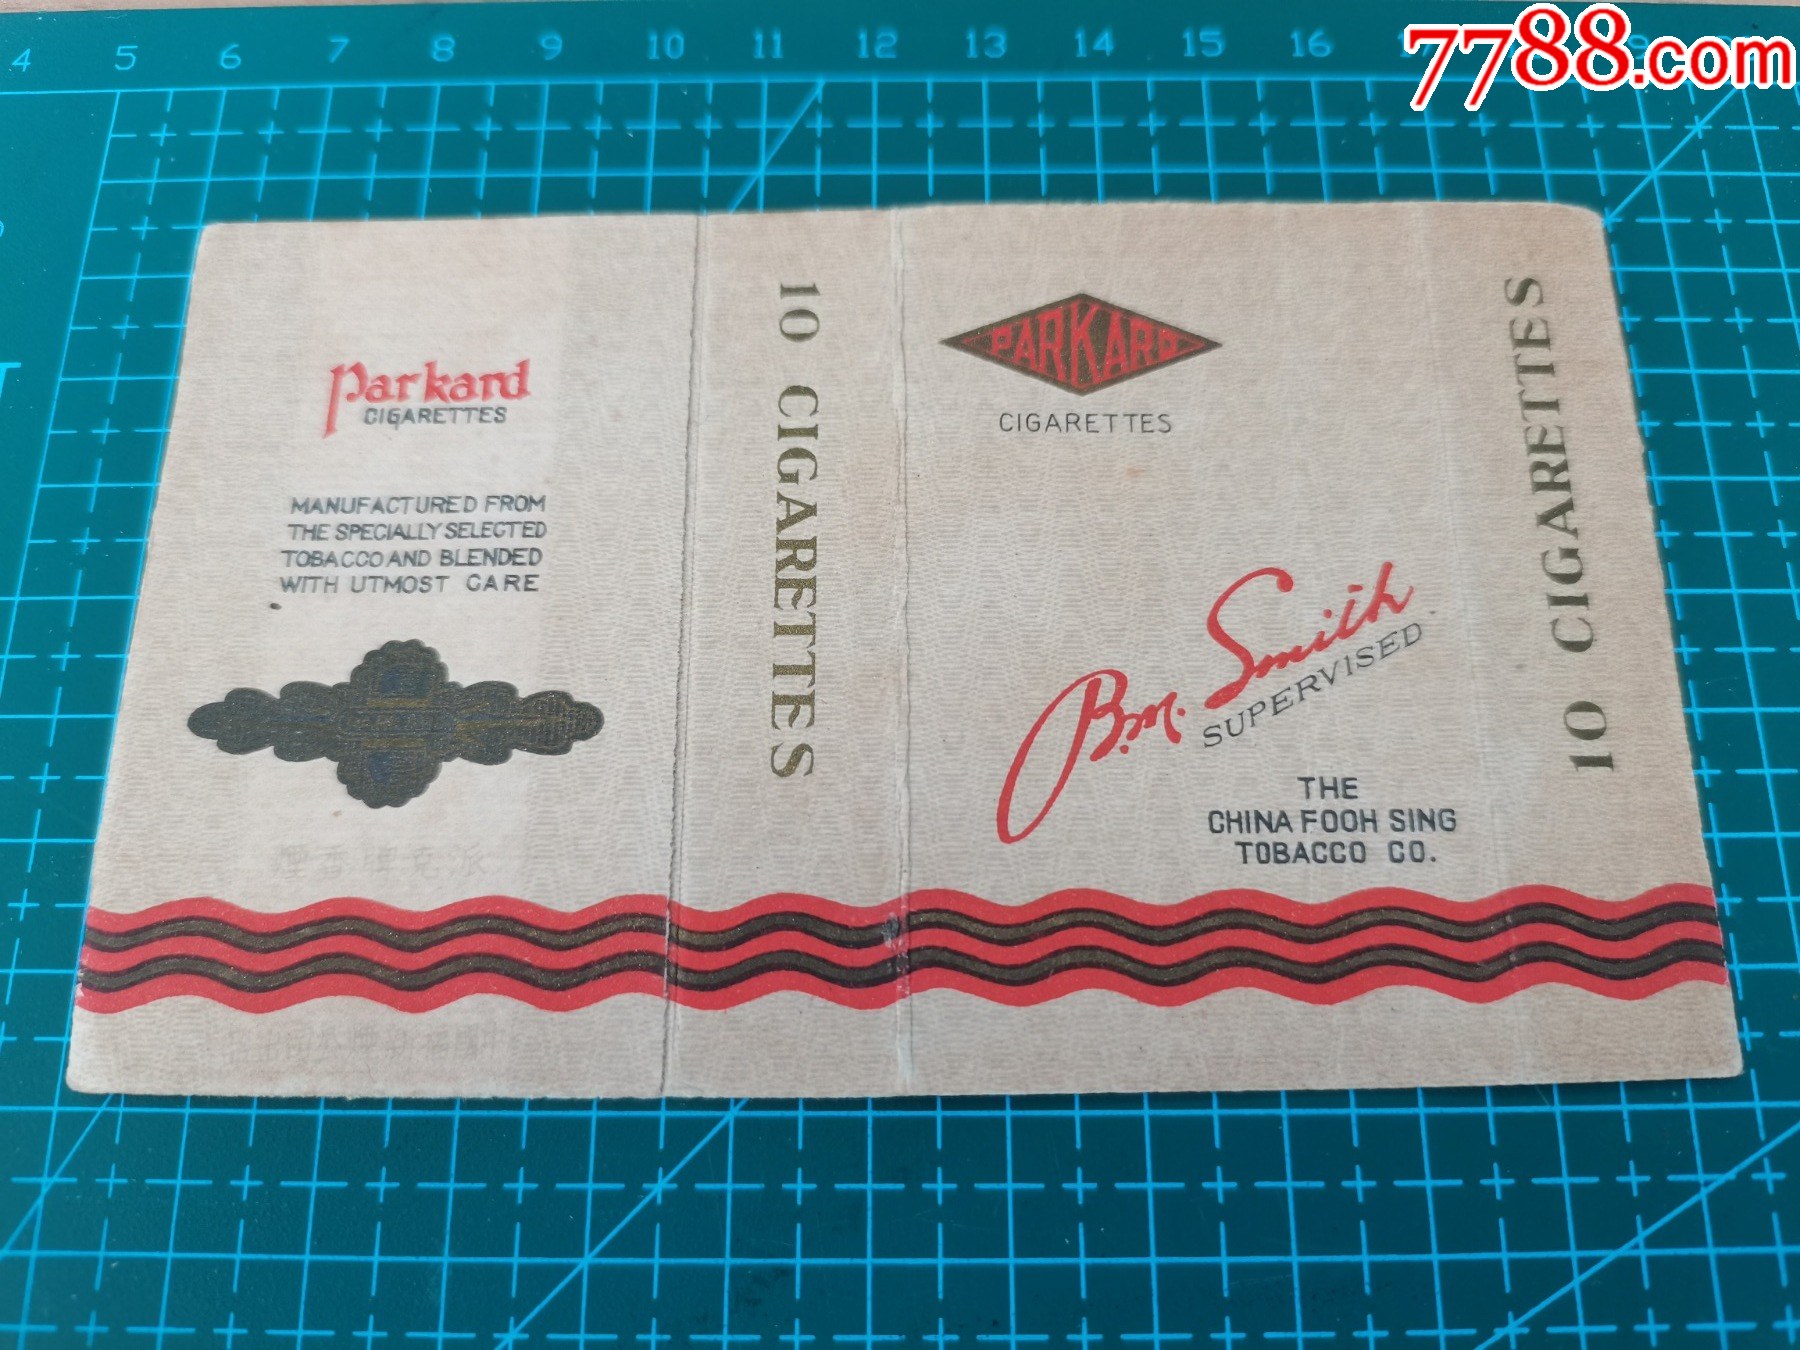 4 5 6 7 8 9 10 11 12 13 14 15 16
7788.com
Parkard
CIGARETTES
MANUFACTURED FROM
THE SPECIALLY SELECTED
TOBACCO AND BLENDED
WITH UTMOST CARE
10 CIGARETTES
PARKARD
CIGARETTES
B.M. Smith
SUPERVISED
THE
CHINA FOOH SING
TOBACCO CO.
10 CIGARETTES